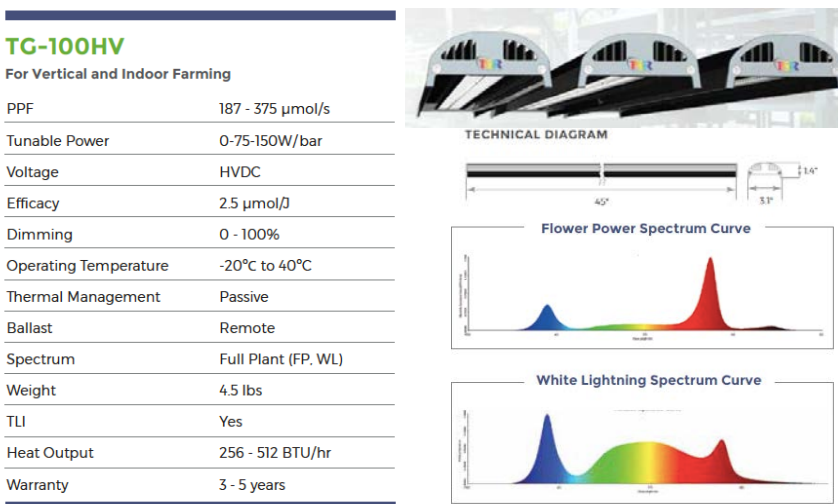 TG-100HV
For Vertical and Indoor Farming
PPF 187 - 375 µmol/s
Tunable Power 0-75-150W/bar
Voltage HVDC
Efficacy 2.5 µmol/J
Dimming 0 - 100%
Operating Temperature -20°C to 40°C
Thermal Management Passive
Ballast Remote
Spectrum Full Plant (FP, WL)
Weight 4.5 lbs
TLI Yes
Heat Output 256 - 512 BTU/hr
Warranty 3 - 5 years
TECHNICAL DIAGRAM
1.4"
45"
3.1"
Flower Power Spectrum Curve
White Lightning Spectrum Curve